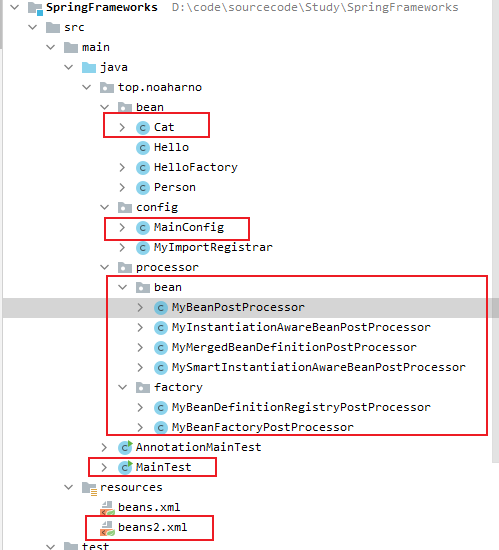 SpringFrameworks D:\code\sourcecode\Study\SpringFrameworks
src
main
java
top.noaharno
bean
Cat
Hello
HelloFactory
Person
config
MainConfig
MyImportRegistrar
processor
bean
MyBeanPostProcessor
MyInstantiationAwareBeanPostProcessor
MyMergedBeanDefinitionPostProcessor
MySmartInstantiationAwareBeanPostProcessor
factory
MyBeanDefinitionRegistryPostProcessor
MyBeanFactoryPostProcessor
AnnotationMainTest
MainTest
resources
beans.xml
beans2.xml
test